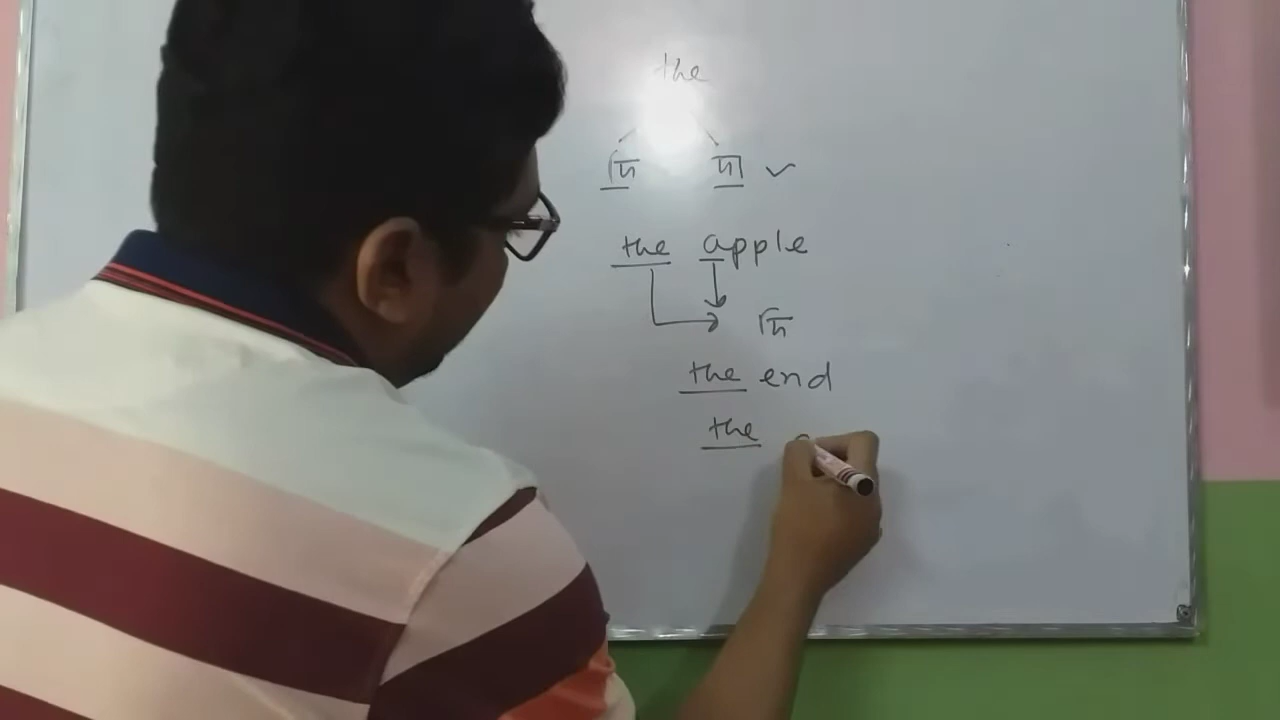 the
দি দা ✓
the apple
দি
the end
the